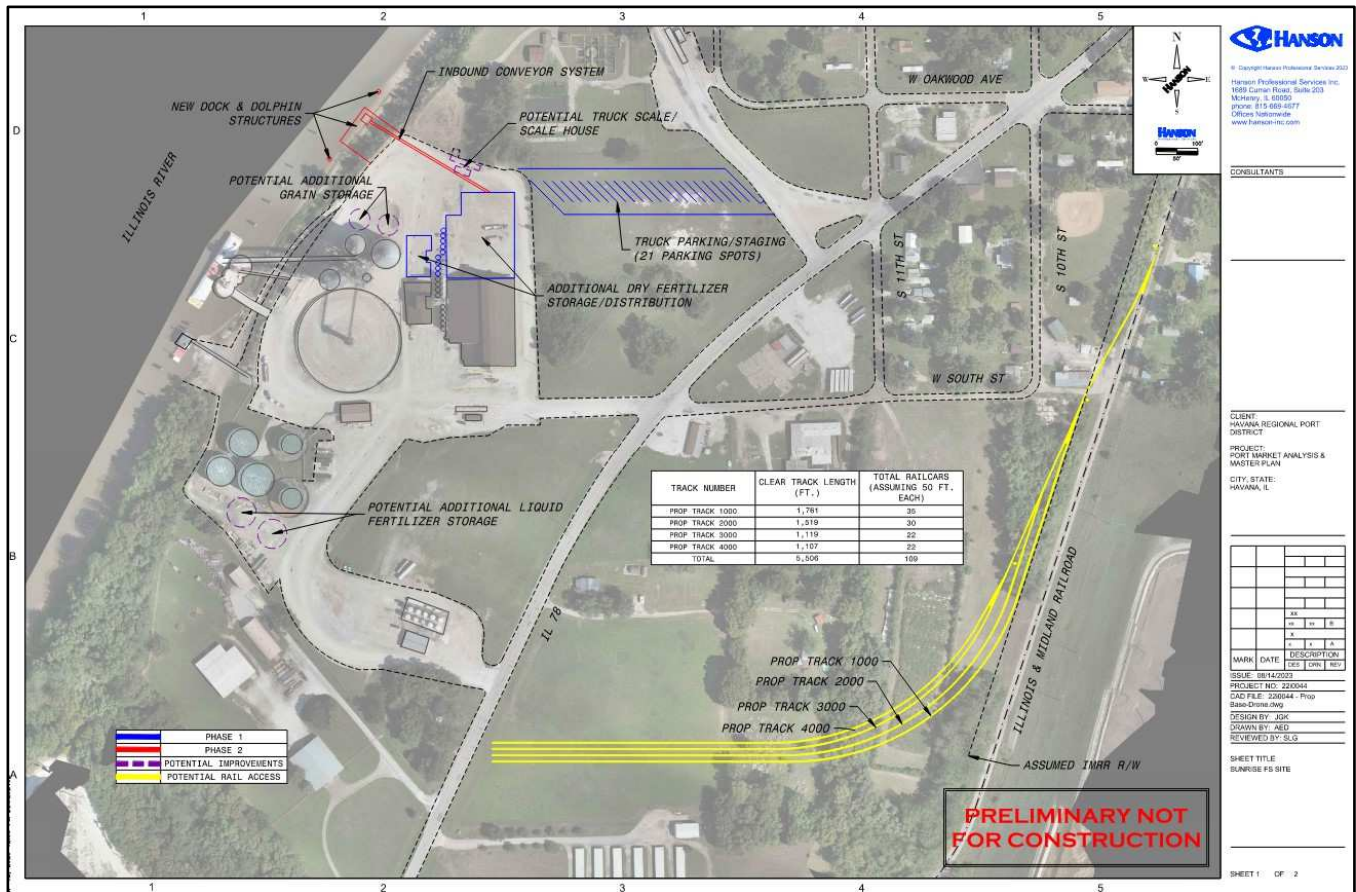 1 2 3 4 5
D
C
B
A
INBOUND CONVEYOR SYSTEM
NEW DOCK & DOLPHIN
STRUCTURES
POTENTIAL TRUCK SCALE/
SCALE HOUSE
POTENTIAL ADDITIONAL
GRAIN STORAGE
ILLINOIS RIVER
TRUCK PARKING/STAGING
(21 PARKING SPOTS)
ADDITIONAL DRY FERTILIZER
STORAGE/DISTRIBUTION
W OAKWOOD AVE
S 11TH ST
S 10TH ST
W SOUTH ST
POTENTIAL ADDITIONAL LIQUID
FERTILIZER STORAGE
IL 78
TRACK NUMBER CLEAR TRACK LENGTH (FT.) TOTAL RAILCARS (ASSUMING 50 FT. EACH)
PROP TRACK 1000 1,761 35
PROP TRACK 2000 1,519 30
PROP TRACK 3000 1,119 22
PROP TRACK 4000 1,107 22
TOTAL 5,506 109
ILLINOIS & MIDLAND RAILROAD
PROP TRACK 1000
PROP TRACK 2000
PROP TRACK 3000
PROP TRACK 4000
ASSUMED IMRR R/W
PHASE 1
PHASE 2
POTENTIAL IMPROVEMENTS
POTENTIAL RAIL ACCESS
PRELIMINARY NOT
FOR CONSTRUCTION
1 2 3 4 5
N
W E
HANSON
S
HANSON
0 100'
50'
HANSON
© Copyright Hanson Professional Services 2023
Hanson Professional Services Inc.
1689 Curran Road, Suite 203
McHenry, IL 60050
phone: 815-669-4677
Offices Nationwide
www.hanson-inc.com
CONSULTANTS
CLIENT:
HAVANA REGIONAL PORT
DISTRICT
PROJECT:
PORT MARKET ANALYSIS &
MASTER PLAN
CITY, STATE:
HAVANA, IL
XX
B
X
A
MARK DATE DESCRIPTION
DES DRN REV
ISSUE: 08/14/2023
PROJECT NO: 22I0044
CAD FILE: 22I0044 - Prop
Base-Drone.dwg
DESIGN BY: JGK
DRAWN BY: AED
REVIEWED BY: SLG
SHEET TITLE
SUNRISE FS SITE
SHEET 1 OF 2